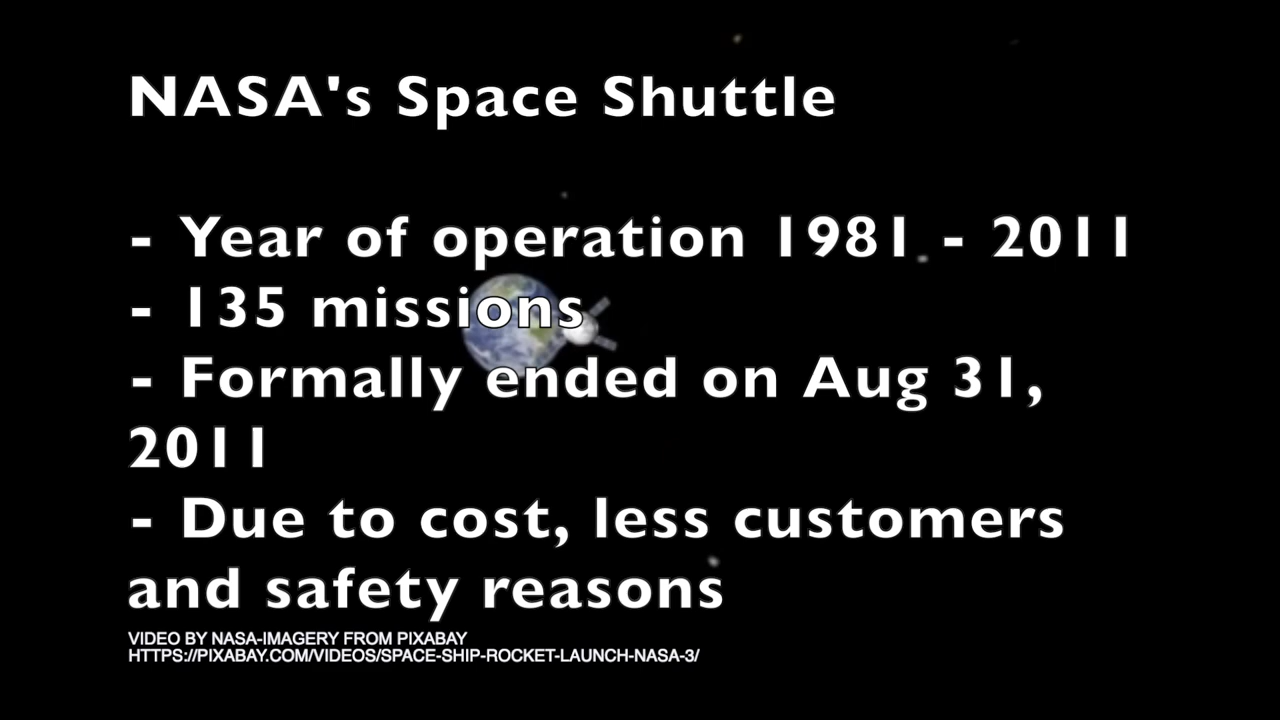 NASA's Space Shuttle
- Year of operation 1981 - 2011
- 135 missions
- Formally ended on Aug 31,
2011
- Due to cost, less customers
and safety reasons
VIDEO BY NASA-IMAGERY FROM PIXABAY
HTTPS://PIXABAY.COM/VIDEOS/SPACE-SHIP-ROCKET-LAUNCH-NASA-3/